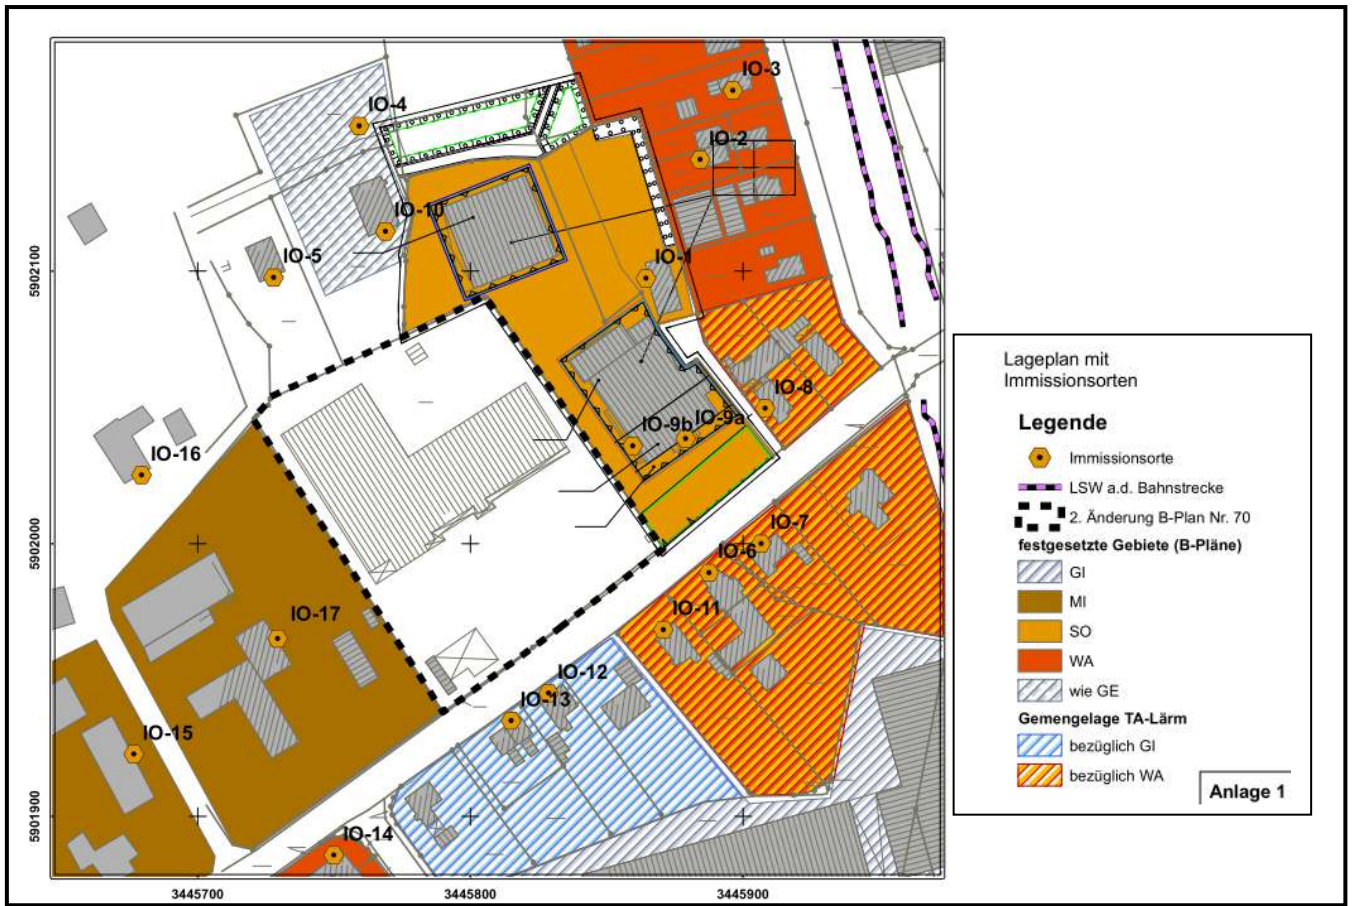 IO-3
IO-4
IO-2
IO-10
IO-5
IO-1
5902100
IO-8
IO-9b
IO-9a
IO-16
IO-7
5902000
IO-6
IO-11
IO-17
IO-12
IO-13
IO-15
5901900
IO-14
3445700
3445800
3445900
Lageplan mit
Immissionsorten
Legende
Immissionsorte
LSW a.d. Bahnstrecke
2. Änderung B-Plan Nr. 70
festgesetzte Gebiete (B-Pläne)
GI
MI
SO
WA
wie GE
Gemengelage TA-Lärm
bezüglich GI
bezüglich WA
Anlage 1